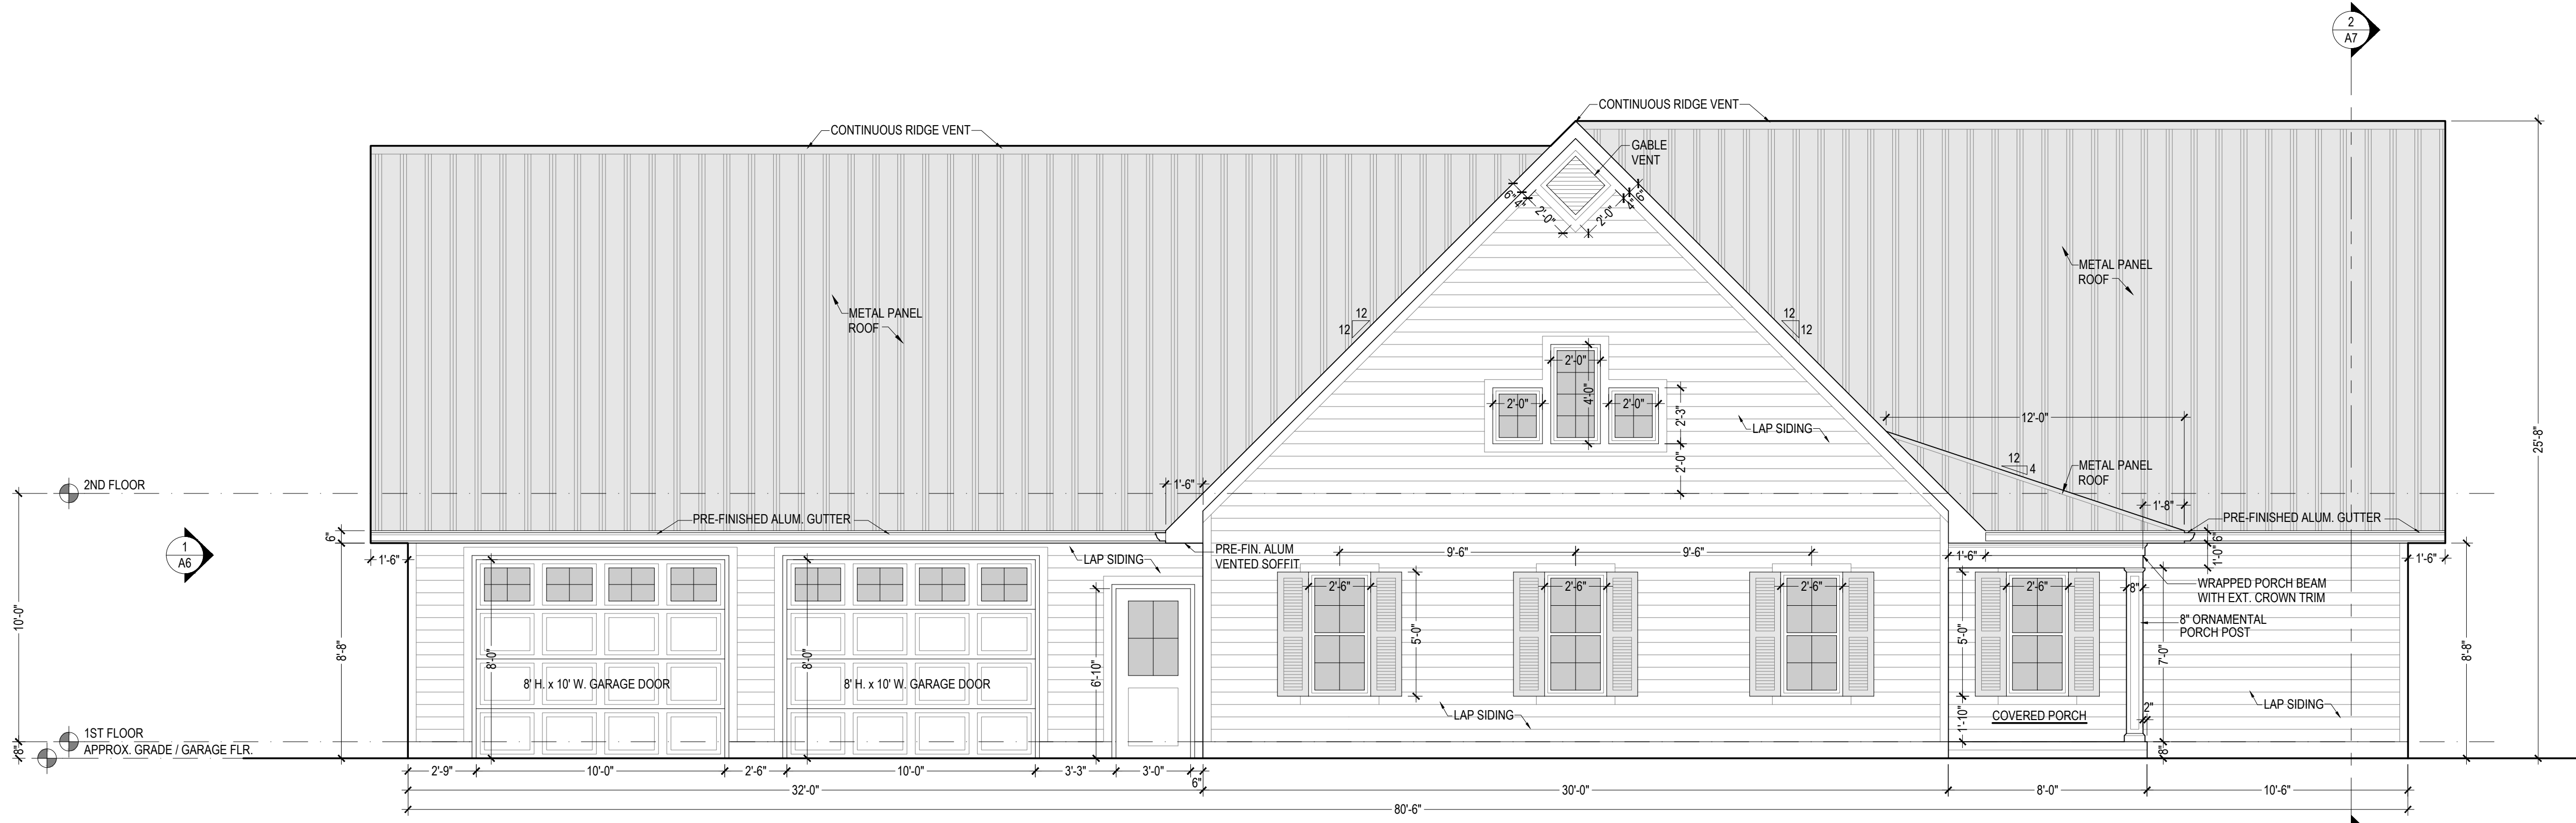 2
A7
CONTINUOUS RIDGE VENT
CONTINUOUS RIDGE VENT
GABLE
VENT
6"
4"
2'-0"
2'-0"
4"
6"
METAL PANEL
ROOF
METAL PANEL
ROOF
12
12
12
12
2'-0"
4'-0"
2'-0"
2'-0"
2'-3"
2'-0"
LAP SIDING
12'-0"
12
4
METAL PANEL
ROOF
25'-8"
2ND FLOOR
1'-6"
1'-8"
PRE-FINISHED ALUM. GUTTER
PRE-FINISHED ALUM. GUTTER
6"
1
A6
1'-6"
LAP SIDING
PRE-FIN. ALUM
VENTED SOFFIT
9'-6"
9'-6"
1'-6"
6"
1'-0"
1'-6"
2'-6"
2'-6"
2'-6"
2'-6"
8"
WRAPPED PORCH BEAM
WITH EXT. CROWN TRIM
8" ORNAMENTAL
PORCH POST
10'-0"
8'-8"
8'-0"
8'-0"
6'-10"
5'-0"
5'-0"
7'-0"
8'-8"
8' H. x 10' W. GARAGE DOOR
8' H. x 10' W. GARAGE DOOR
LAP SIDING
1'-10"
COVERED PORCH
2"
LAP SIDING
1ST FLOOR
APPROX. GRADE / GARAGE FLR.
8"
8"
2'-9"
10'-0"
2'-6"
10'-0"
3'-3"
3'-0"
6"
32'-0"
30'-0"
8'-0"
10'-6"
80'-6"